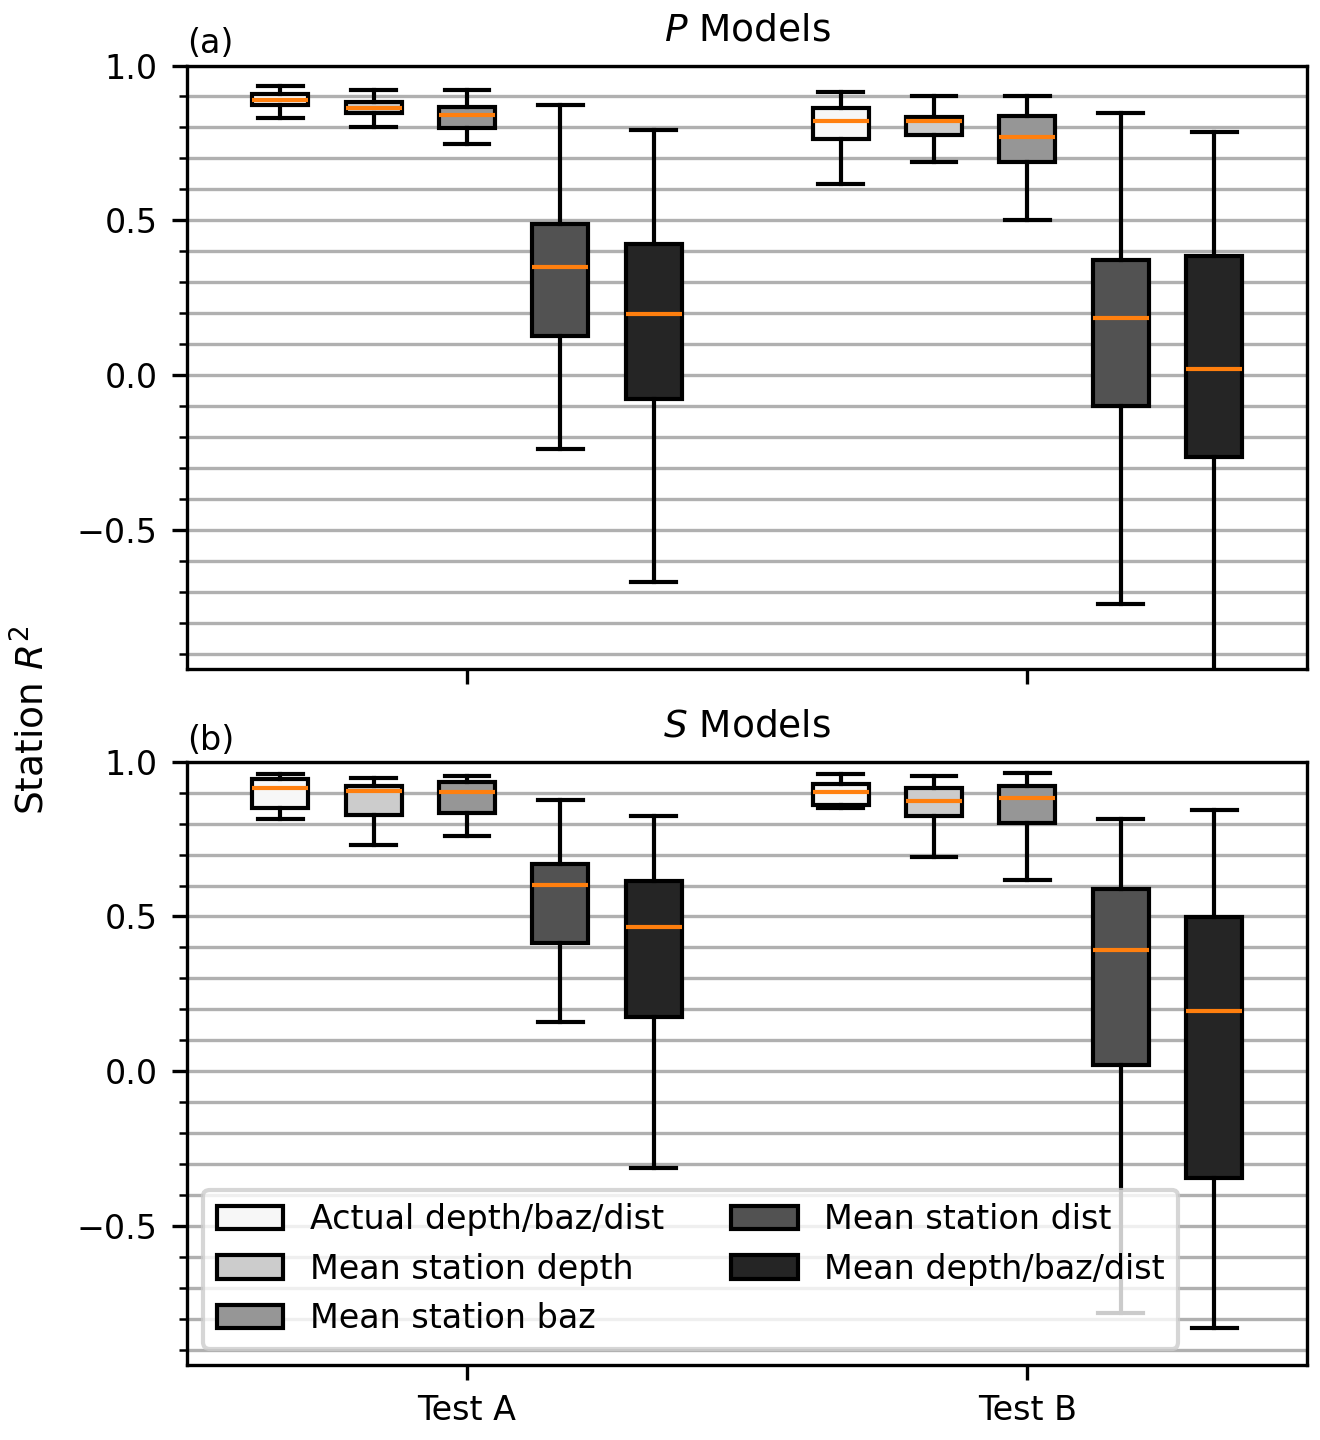 (a)
P Models
1.0
0.5
0.0
−0.5
Station R²
(b)
S Models
1.0
0.5
0.0
−0.5
Actual depth/baz/dist
Mean station depth
Mean station baz
Mean station dist
Mean depth/baz/dist
Test A
Test B